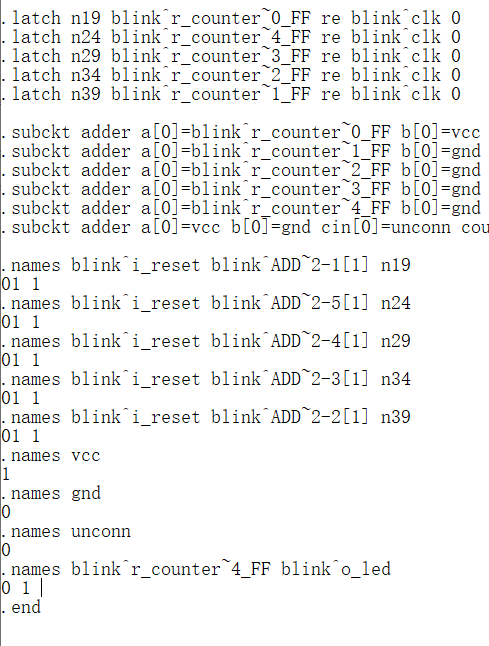 .latch n19 blink^r_counter~0_FF re blink^clk 0
.latch n24 blink^r_counter~4_FF re blink^clk 0
.latch n29 blink^r_counter~3_FF re blink^clk 0
.latch n34 blink^r_counter~2_FF re blink^clk 0
.latch n39 blink^r_counter~1_FF re blink^clk 0
.subckt adder a[0]=blink^r_counter~0_FF b[0]=vcc
.subckt adder a[0]=blink^r_counter~1_FF b[0]=gnd
.subckt adder a[0]=blink^r_counter~2_FF b[0]=gnd
.subckt adder a[0]=blink^r_counter~3_FF b[0]=gnd
.subckt adder a[0]=blink^r_counter~4_FF b[0]=gnd
.subckt adder a[0]=vcc b[0]=gnd cin[0]=unconn cou
.names blink^i_reset blink^ADD~2-1[1] n19
01 1
.names blink^i_reset blink^ADD~2-5[1] n24
01 1
.names blink^i_reset blink^ADD~2-4[1] n29
01 1
.names blink^i_reset blink^ADD~2-3[1] n34
01 1
.names blink^i_reset blink^ADD~2-2[1] n39
01 1
.names vcc
1
.names gnd
0
.names unconn
0
.names blink^r_counter~4_FF blink^o_led
0 1
.end